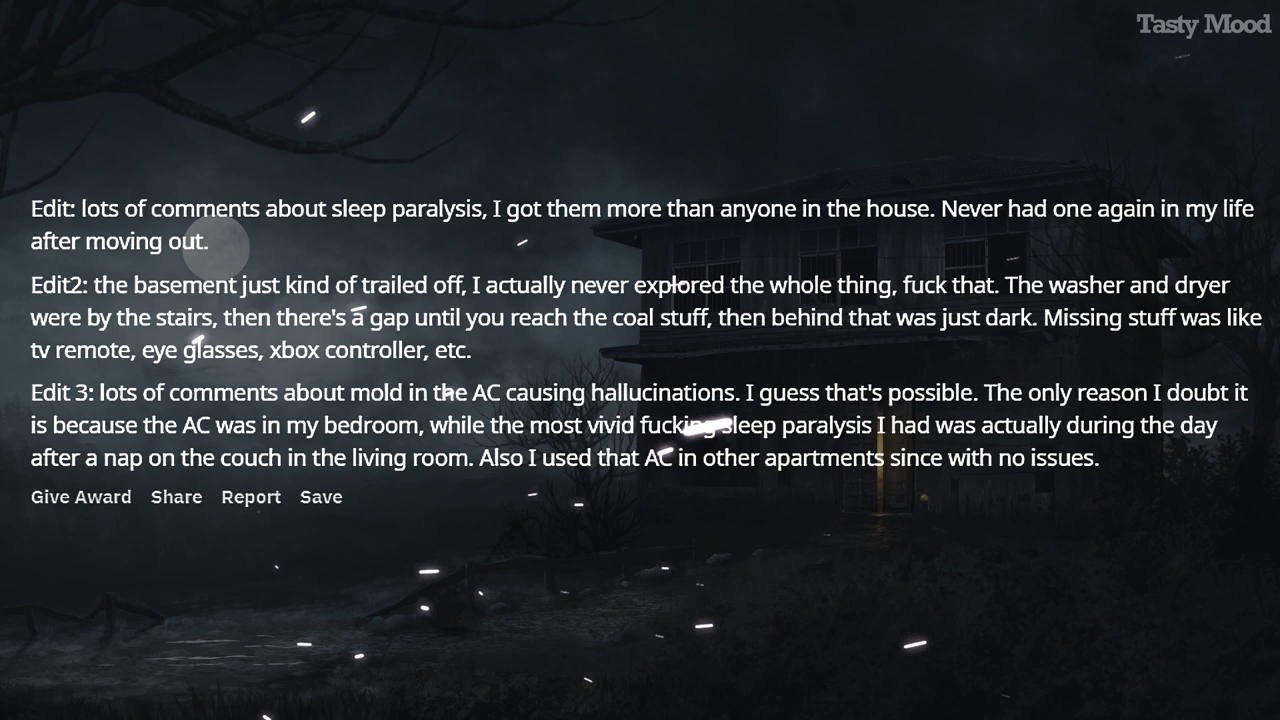 Tasty Mood
Edit: lots of comments about sleep paralysis, I got them more than anyone in the house. Never had one again in my life
after moving out.
Edit2: the basement just kind of trailed off, I actually never explored the whole thing, fuck that. The washer and dryer
were by the stairs, then there's a gap until you reach the coal stuff, then behind that was just dark. Missing stuff was like
tv remote, eye glasses, xbox controller, etc.
Edit 3: lots of comments about mold in the AC causing hallucinations. I guess that's possible. The only reason I doubt it
is because the AC was in my bedroom, while the most vivid fucking sleep paralysis I had was actually during the day
after a nap on the couch in the living room. Also I used that AC in other apartments since with no issues.
Give Award Share Report Save